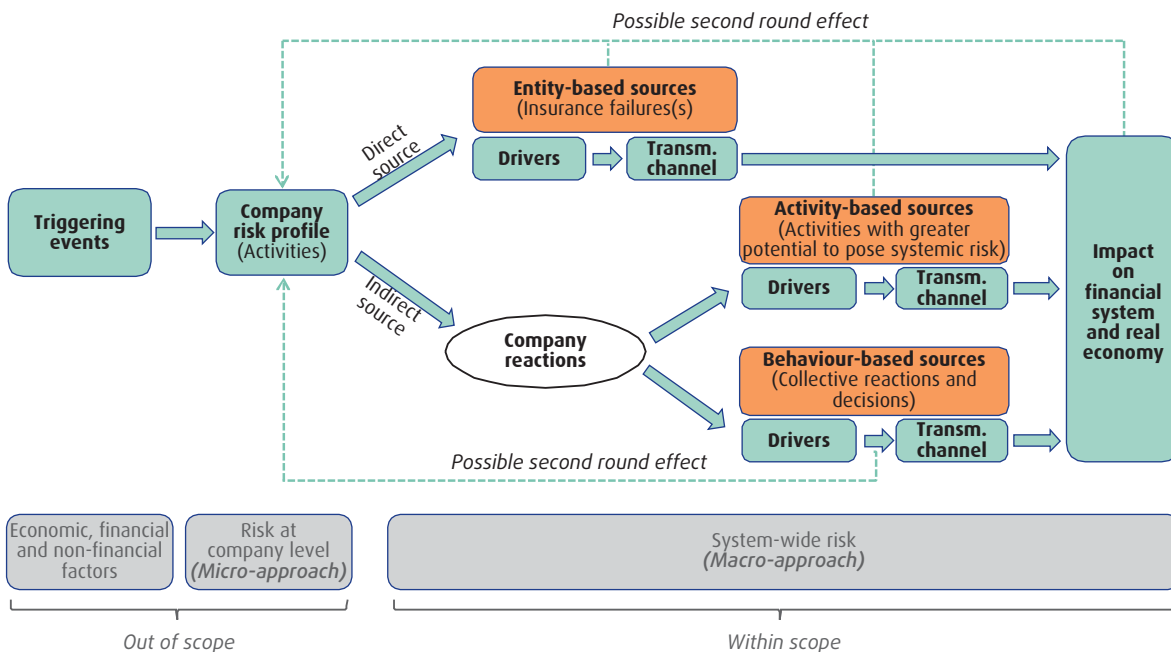 Possible second round effect
Entity-based sources
(Insurance failures(s)
Direct
source
Drivers
Transm.
channel
Triggering
events
Company
risk profile
(Activities)
Activity-based sources
(Activities with greater
potential to pose systemic risk)
Drivers
Transm.
channel
Impact
on
financial
system
and real
economy
Indirect
source
Company
reactions
Behaviour-based sources
(Collective reactions and
decisions)
Drivers
Transm.
channel
Possible second round effect
Economic, financial
and non-financial
factors
Risk at
company level
(Micro-approach)
System-wide risk
(Macro-approach)
Out of scope
Within scope